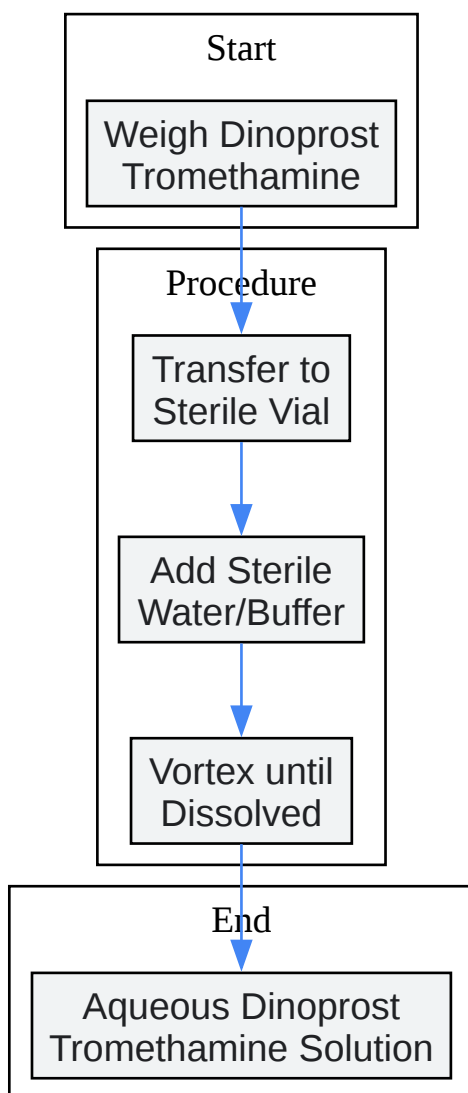 Start
Weigh Dinoprost
Tromethamine
Procedure
Transfer to
Sterile Vial
Add Sterile
Water/Buffer
Vortex until
Dissolved
End
Aqueous Dinoprost
Tromethamine Solution